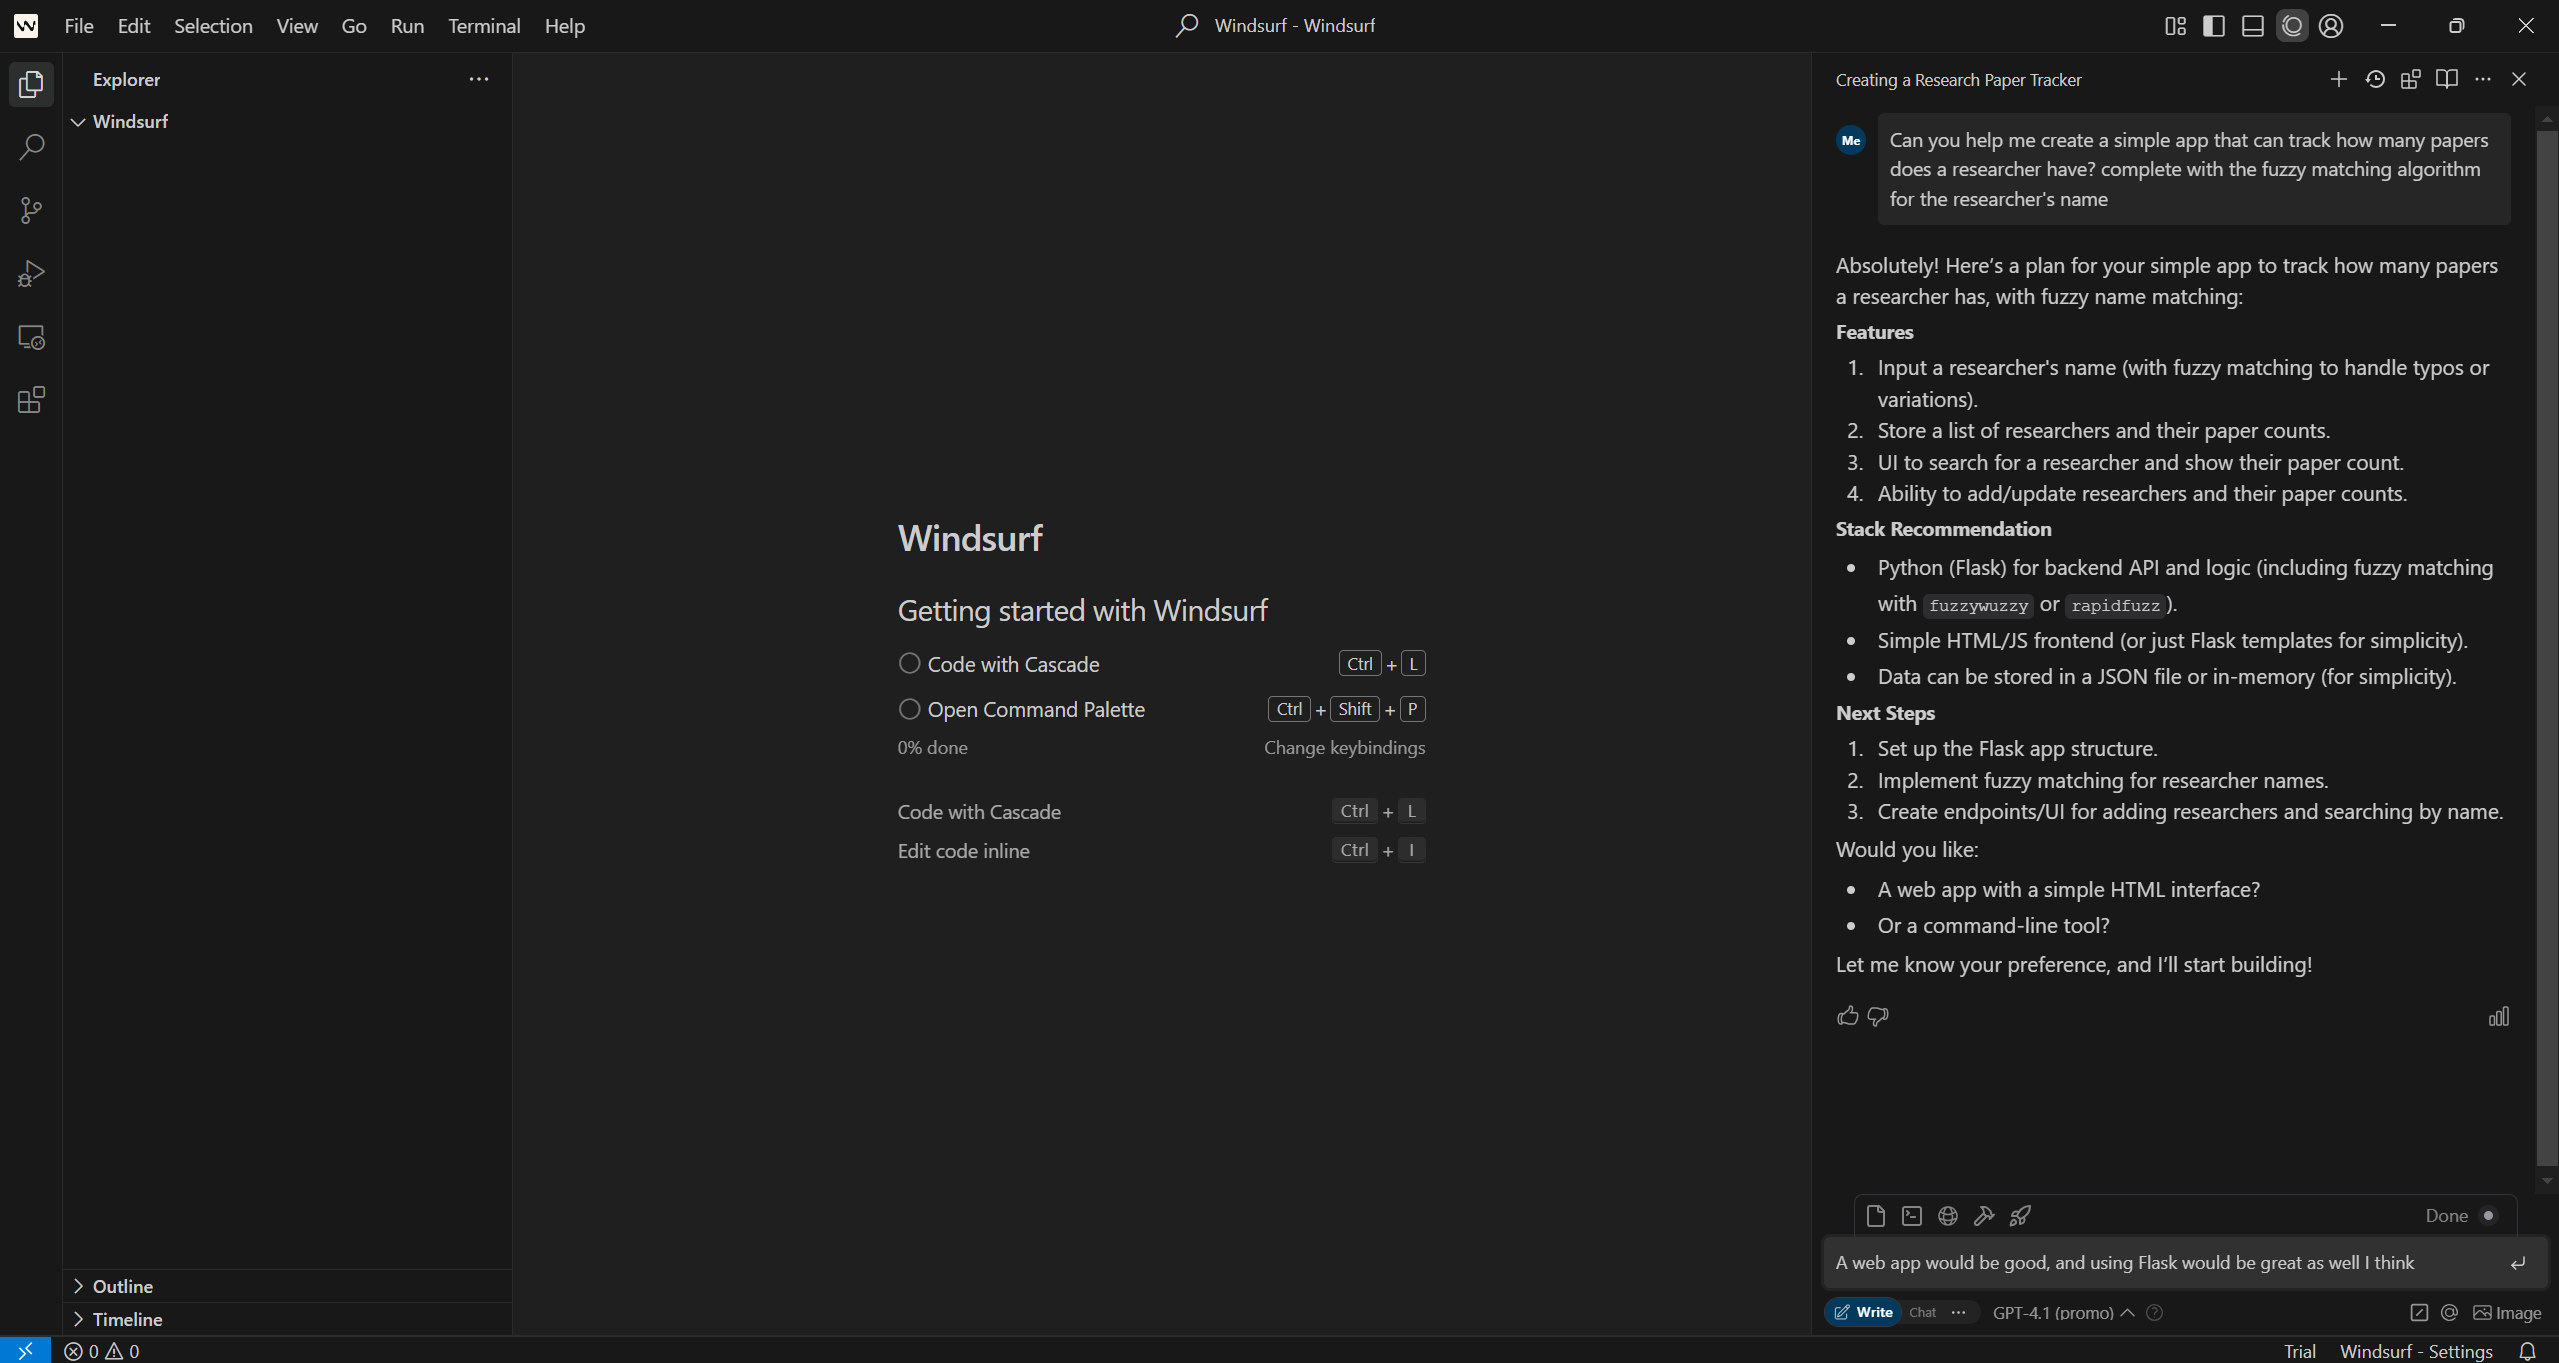 File Edit Selection View Go Run Terminal Help
Windsurf - Windsurf
Explorer
Windsurf
Outline
Timeline
Windsurf
Getting started with Windsurf
Code with Cascade Ctrl + L
Open Command Palette Ctrl + Shift + P
0% done Change keybindings
Code with Cascade Ctrl + L
Edit code inline Ctrl + I
Creating a Research Paper Tracker
Me
Can you help me create a simple app that can track how many papers
does a researcher have? complete with the fuzzy matching algorithm
for the researcher's name
Absolutely! Here’s a plan for your simple app to track how many papers
a researcher has, with fuzzy name matching:
Features
1. Input a researcher's name (with fuzzy matching to handle typos or
variations).
2. Store a list of researchers and their paper counts.
3. UI to search for a researcher and show their paper count.
4. Ability to add/update researchers and their paper counts.
Stack Recommendation
• Python (Flask) for backend API and logic (including fuzzy matching
with fuzzywuzzy or rapidfuzz).
• Simple HTML/JS frontend (or just Flask templates for simplicity).
• Data can be stored in a JSON file or in-memory (for simplicity).
Next Steps
1. Set up the Flask app structure.
2. Implement fuzzy matching for researcher names.
3. Create endpoints/UI for adding researchers and searching by name.
Would you like:
• A web app with a simple HTML interface?
• Or a command-line tool?
Let me know your preference, and I’ll start building!
Done
A web app would be good, and using Flask would be great as well I think
Write Chat ··· GPT-4.1 (promo) Image
0 0
Trial Windsurf - Settings